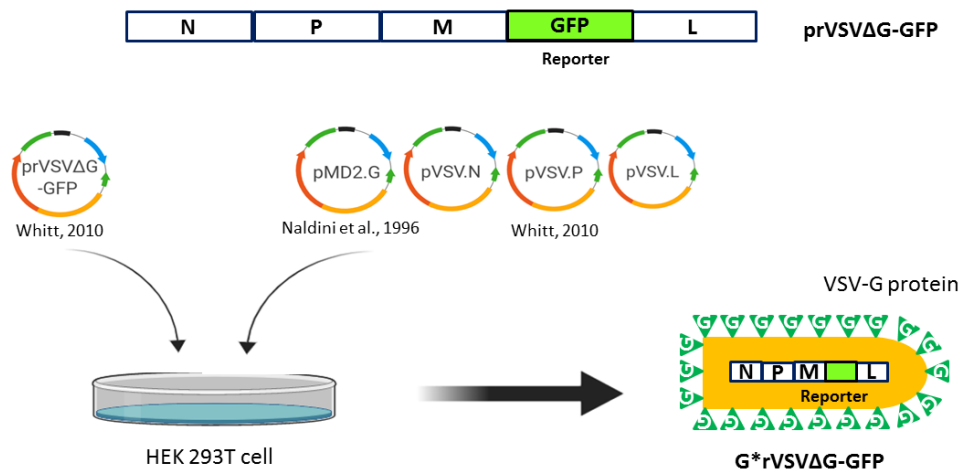 N P M GFP L prVSVΔG-GFP
Reporter
prVSVΔG
-GFP
pMD2.G pVSV.N pVSV.P pVSV.L
Whitt, 2010 Naldini et al., 1996 Whitt, 2010
VSV-G protein
G G G G G G G G
G G
G N P M L G
G Reporter G
G G G G G G G
HEK 293T cell G*rVSVΔG-GFP